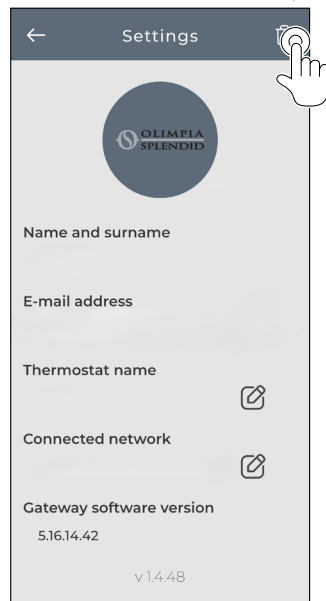 Settings
OLIMPIA
SPLENDID
Name and surname
E-mail address
Thermostat name
Connected network
Gateway software version
5.16.14.42
v 1.4.48